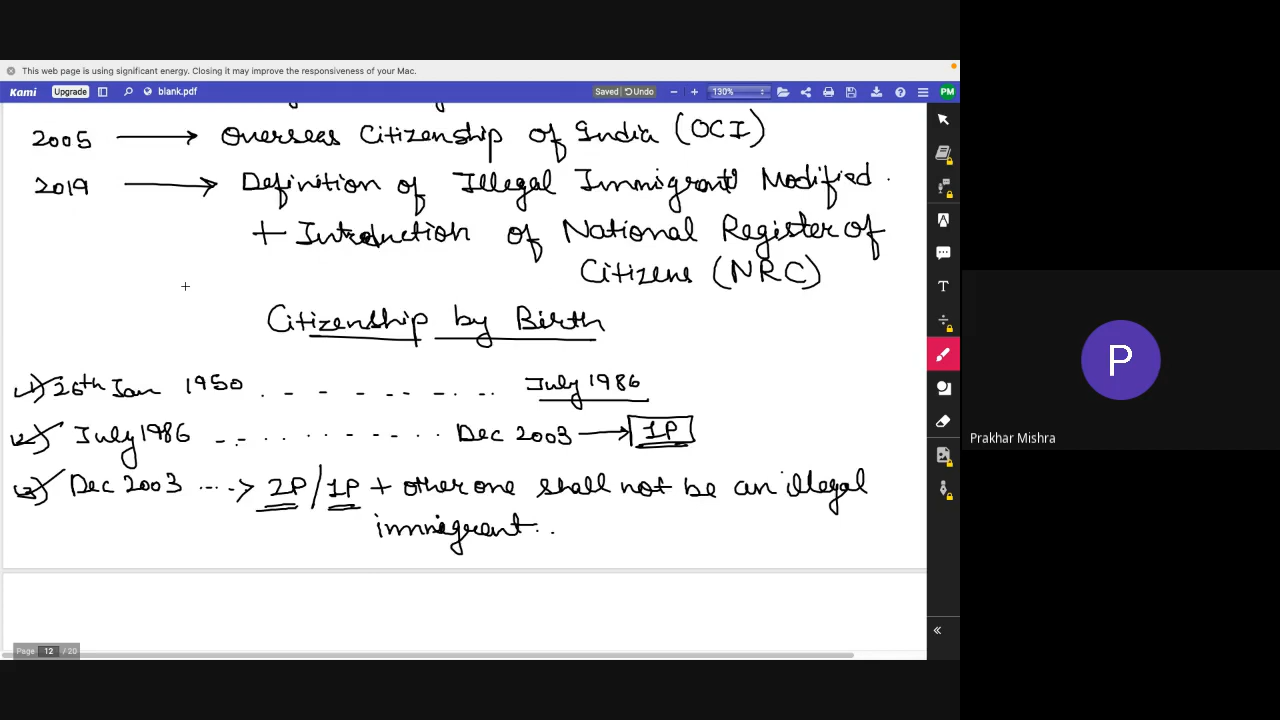 This web page is using significant energy. Closing it may improve the responsiveness of your Mac.
Kami Upgrade blank.pdf Saved Undo 130% PM
2005 → Overseas Citizenship of India (OCI)
2019 → Definition of Illegal Immigrants Modified.
+ Introduction of National Register of
Citizens (NRC)
Citizenship by Birth
1) 26th Jan 1950 . - - - - - - .. - .. July 1986
2) July 1986 - - . . . - - . . . Dec 2003 → 1P
3) Dec 2003 ....> 2P/1P + other one shall not be an illegal
immigrant..
Page 12 / 20
P
Prakhar Mishra